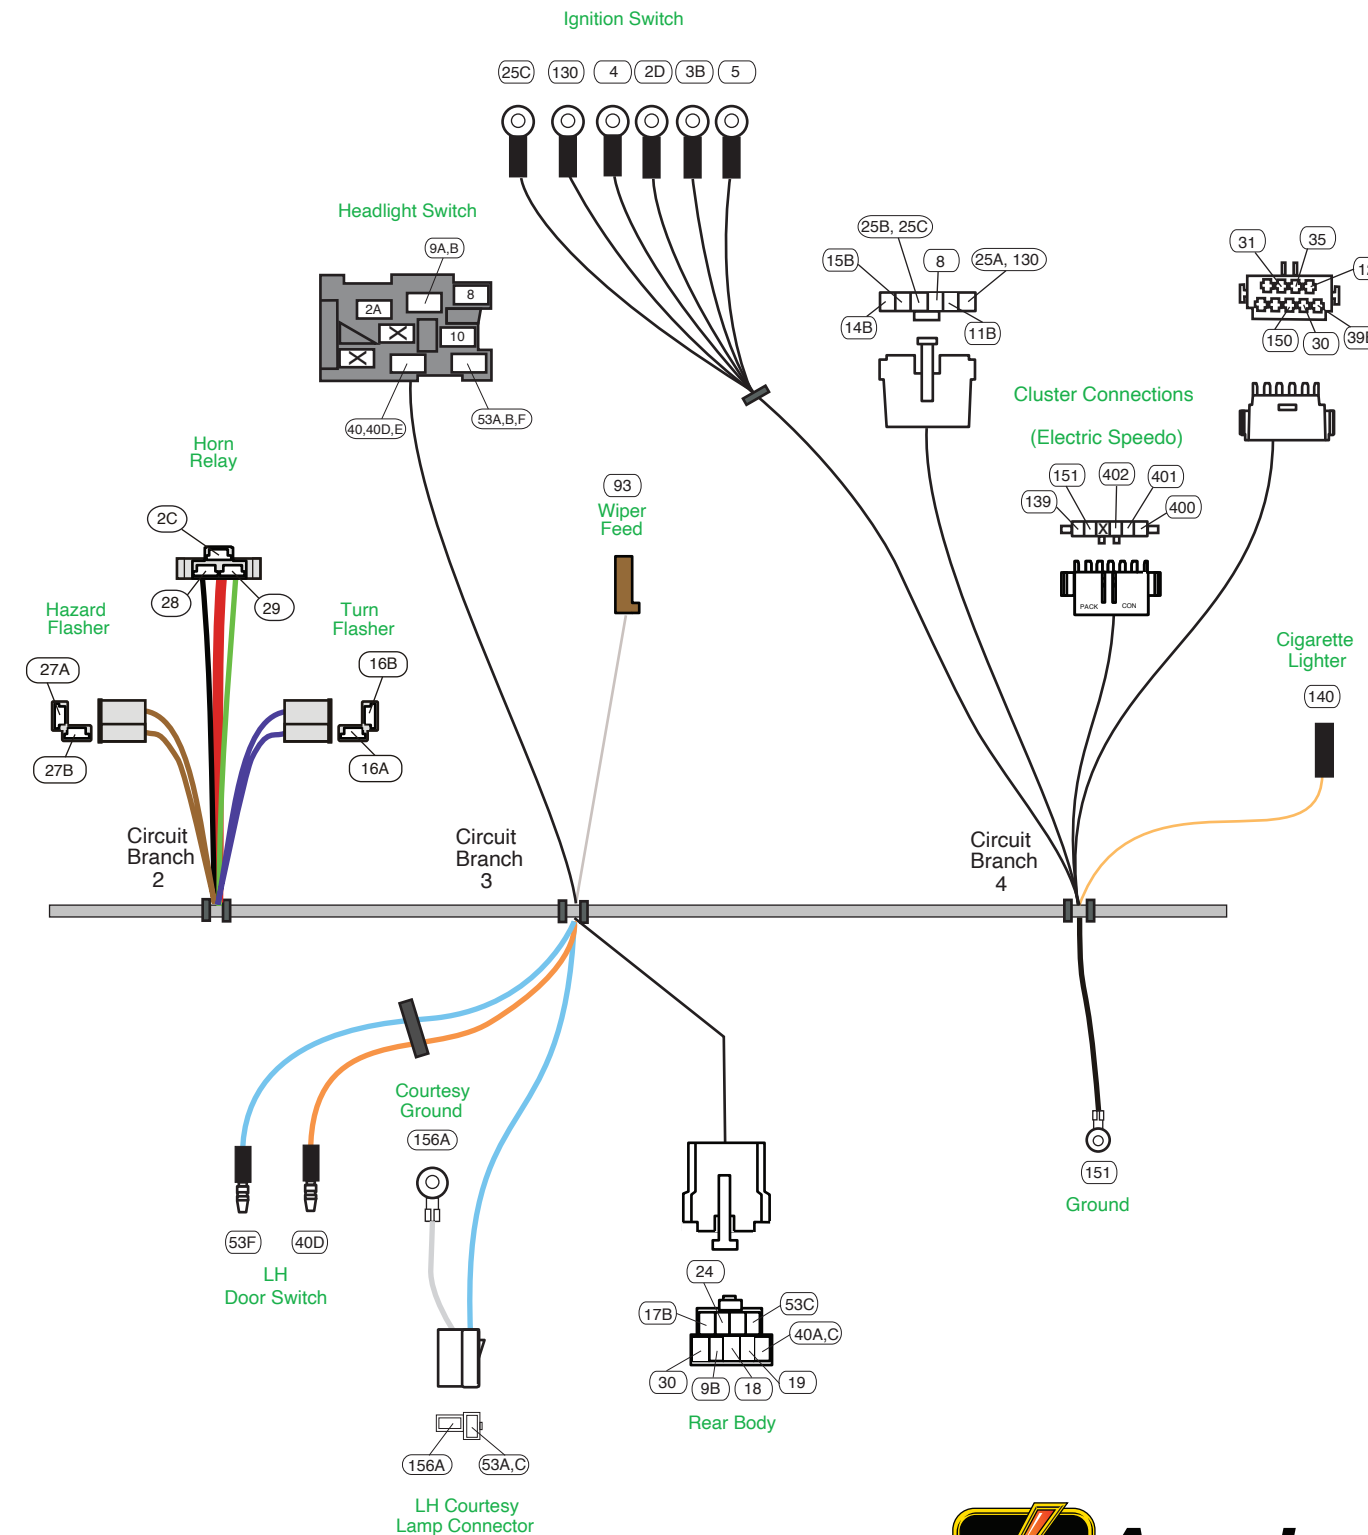 Ignition Switch
25C 130 4 2D 3B 5
Headlight Switch
9A,B
8
2A
10
40,40D,E
53A,B,F
25B, 25C
15B
8
25A, 130
14B
11B
31
35
150
30
Cluster Connections
(Electric Speedo)
151
402
401
139
400
X
PACK CON
Horn
Relay
2C
28
29
93
Wiper
Feed
Hazard
Flasher
27A
27B
Turn
Flasher
16B
16A
Cigarette
Lighter
140
Circuit
Branch
2
Circuit
Branch
3
Circuit
Branch
4
Courtesy
Ground
156A
53F
40D
LH
Door Switch
151
Ground
24
17B
53C
40A,C
30
9B
18
19
Rear Body
156A
53A,C
LH Courtesy
Lamp Connector